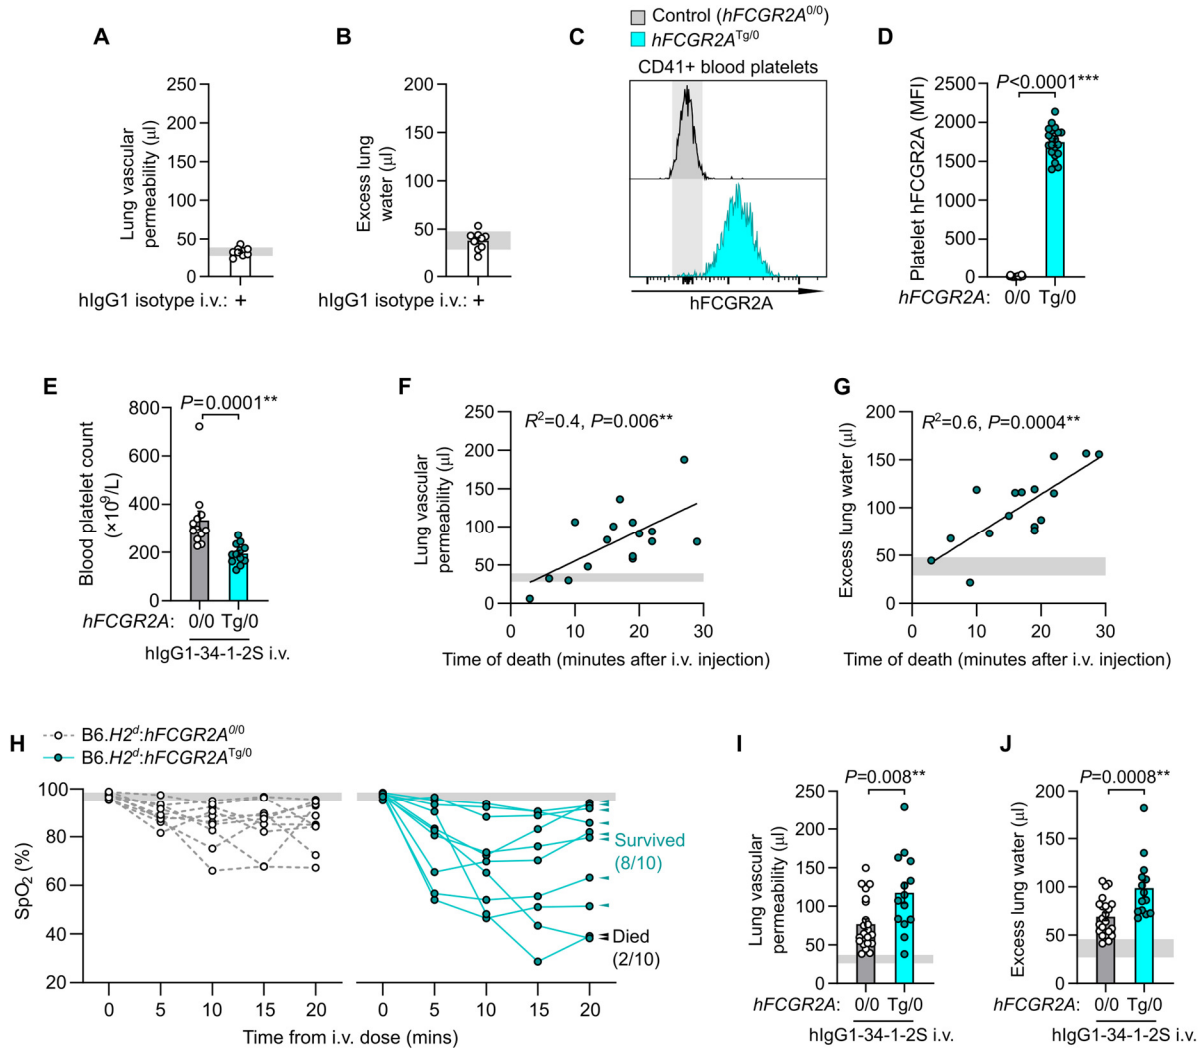 A
Lung vascular
permeability (µl)
250
200
150
100
50
0
hIgG1 isotype i.v.: +
B
Excess lung
water (µl)
200
150
100
50
0
hIgG1 isotype i.v.: +
C
Control (hFCGR2A0/0)
hFCGR2ATg/0
CD41+ blood platelets
hFCGR2A
D
Platelet hFCGR2A (MFI)
2500
2000
1500
1000
500
0
P<0.0001***
hFCGR2A: 0/0 Tg/0
E
Blood platelet count
(×10⁹/L)
800
600
400
200
0
P=0.0001**
hFCGR2A: 0/0 Tg/0
hIgG1-34-1-2S i.v.
F
Lung vascular
permeability (µl)
250
200
150
100
50
0
R²=0.4, P=0.006**
0 10 20 30
Time of death (minutes after i.v. injection)
G
Excess lung water (µl)
200
150
100
50
0
R²=0.6, P=0.0004**
0 10 20 30
Time of death (minutes after i.v. injection)
H
B6.H2ᵈ:hFCGR2A0/0
B6.H2ᵈ:hFCGR2ATg/0
SpO₂ (%)
100
80
60
40
20
Survived
(8/10)
Died
(2/10)
0 5 10 15 20 0 5 10 15 20
Time from i.v. dose (mins)
I
Lung vascular
permeability (µl)
250
200
150
100
50
0
P=0.008**
hFCGR2A: 0/0 Tg/0
hIgG1-34-1-2S i.v.
J
Excess lung water (µl)
200
150
100
50
0
P=0.0008**
hFCGR2A: 0/0 Tg/0
hIgG1-34-1-2S i.v.